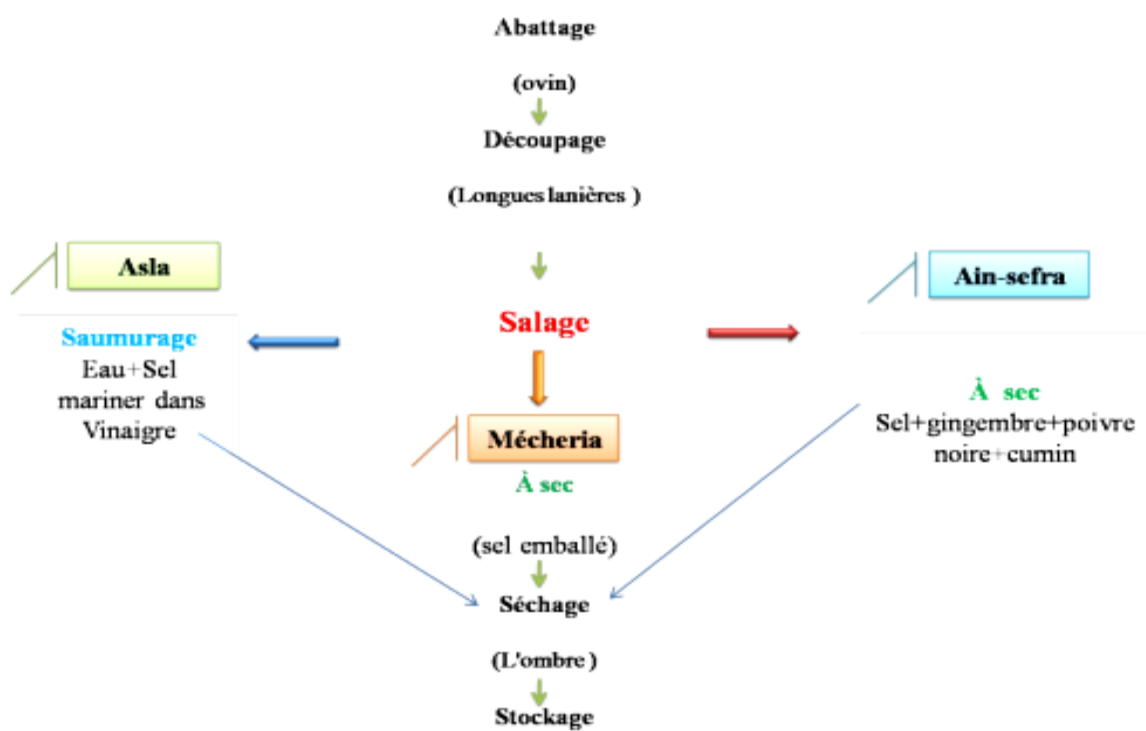 Abattage
(ovin)
Découpage
(Longues lanières )
Asla
Ain-sefra
Salage
Saumurage
Eau+Sel
mariner dans
Vinaigre
À sec
Sel+gingembre+poivre
noire+cumin
Mécheria
À sec
(sel emballé)
Séchage
(L'ombre )
Stockage